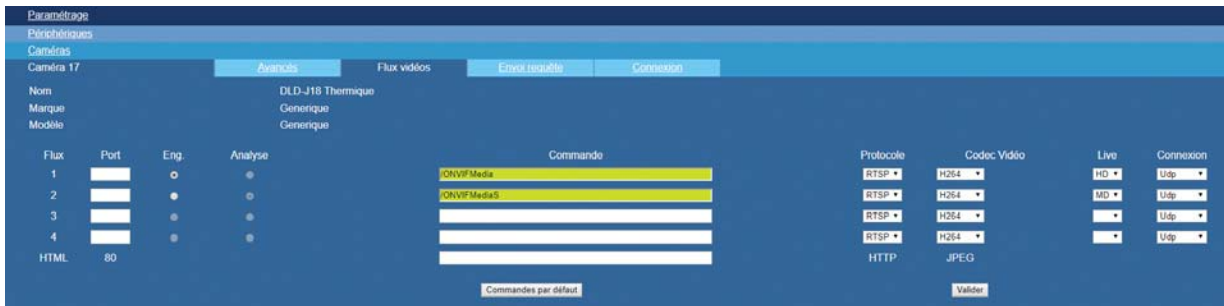 Paramétrage
Périphériques
Caméras
Caméra 17 Avancés Flux vidéos Envoi requête Connexion
Nom DLD-J18 Thermique
Marque Generique
Modèle Generique
Flux Port Eng. Analyse Commande Protocole Codec Vidéo Live Connexion
1 /ONVIFMedia RTSP H264 HD Udp
2 /ONVIFMediaS RTSP H264 MD Udp
3 RTSP H264 Udp
4 RTSP H264 Udp
HTML 80 HTTP JPEG
Commandes par défaut Valider